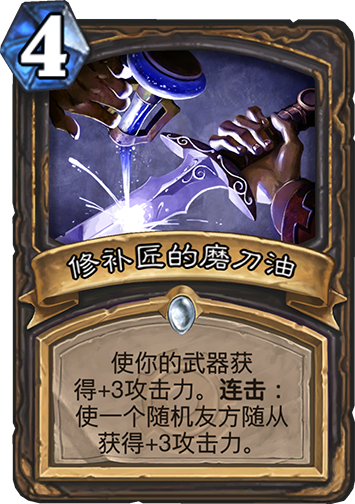 4
修补匠的磨刀油
使你的武器获
得+3攻击力。连击：
使一个随机友方随从
获得+3攻击力。